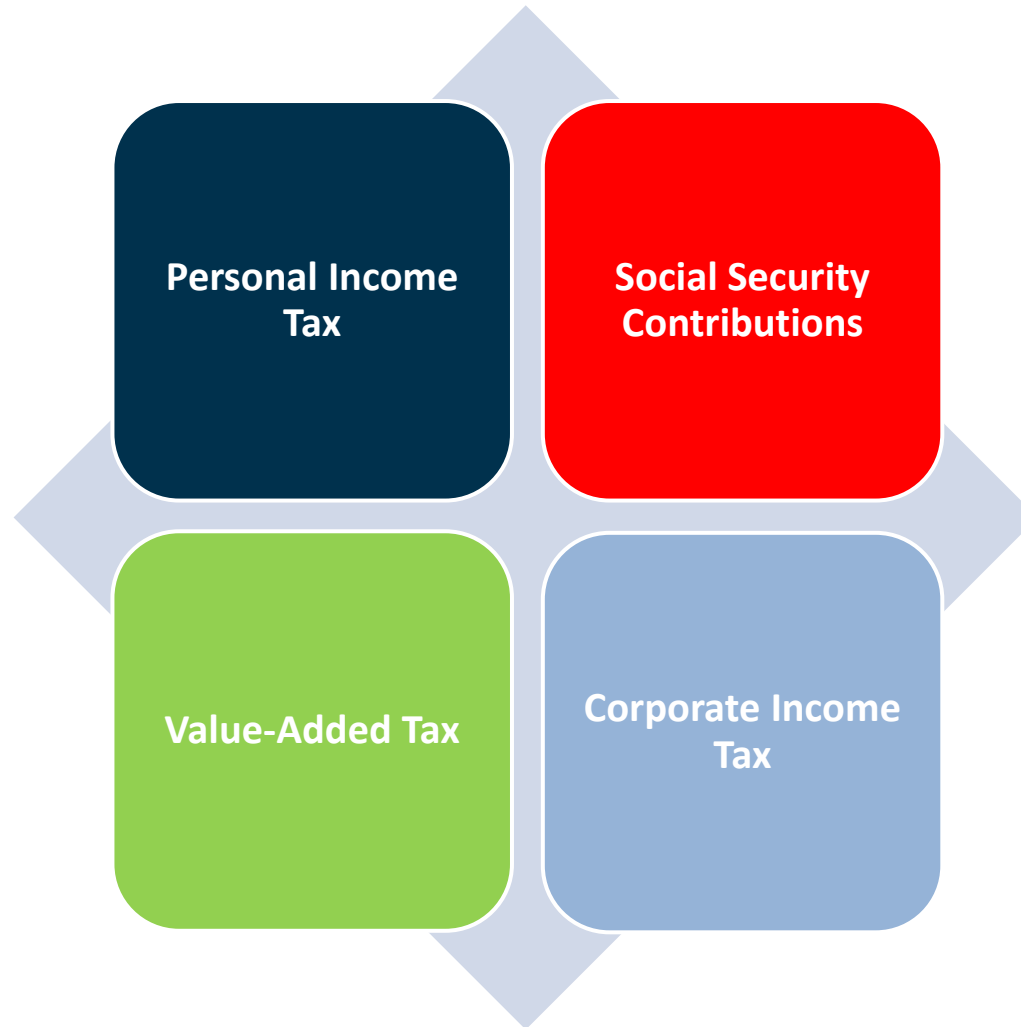 Personal Income
Tax
Social Security
Contributions
Value-Added Tax
Corporate Income
Tax